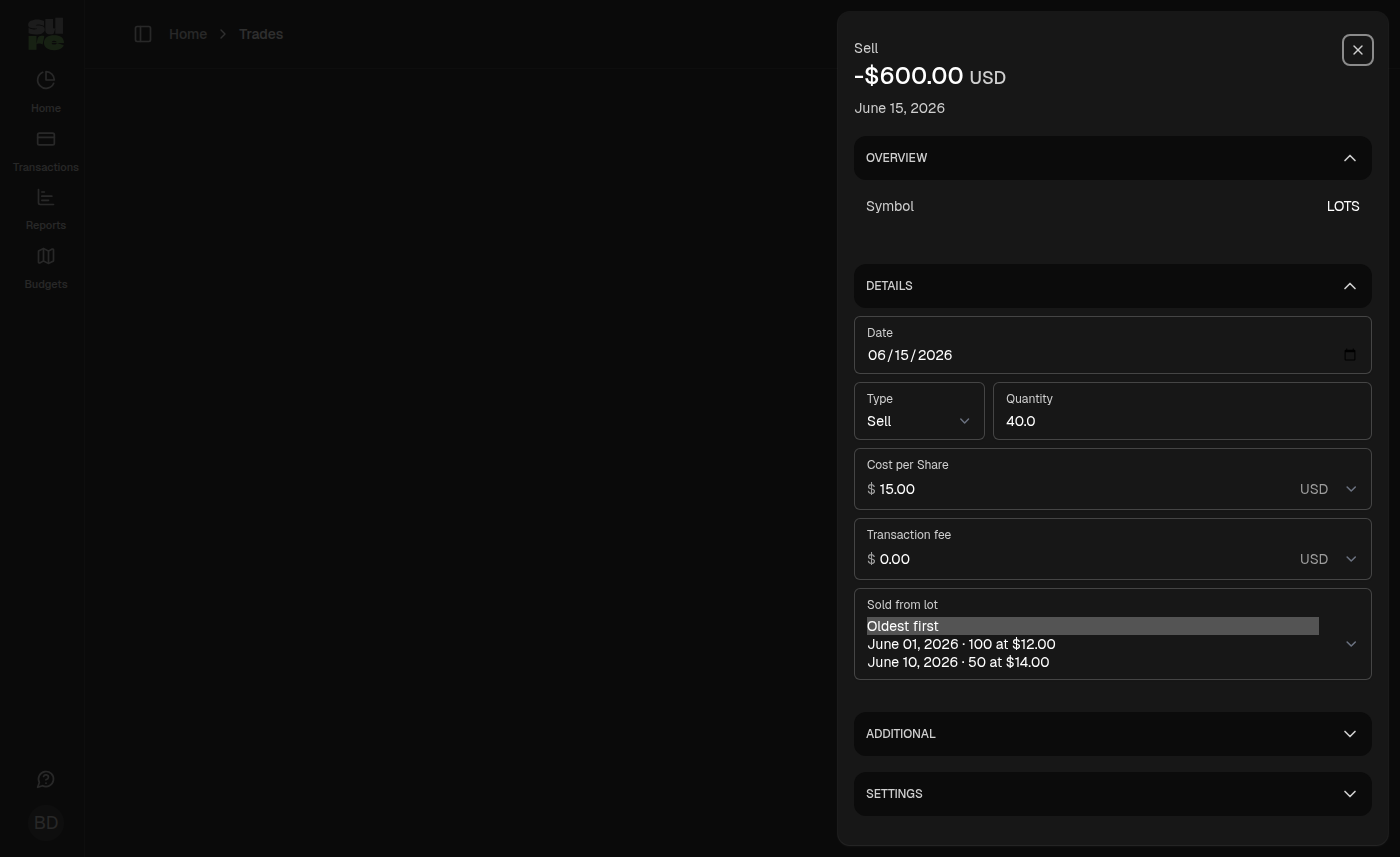 sure
Home
Transactions
Reports
Budgets
BD
Home > Trades
Sell
-$600.00 USD
June 15, 2026
OVERVIEW
Symbol LOTS
DETAILS
Date
06/15/2026
Type
Sell
Quantity
40.0
Cost per Share
$ 15.00 USD
Transaction fee
$ 0.00 USD
Sold from lot
Oldest first
June 01, 2026 · 100 at $12.00
June 10, 2026 · 50 at $14.00
ADDITIONAL
SETTINGS